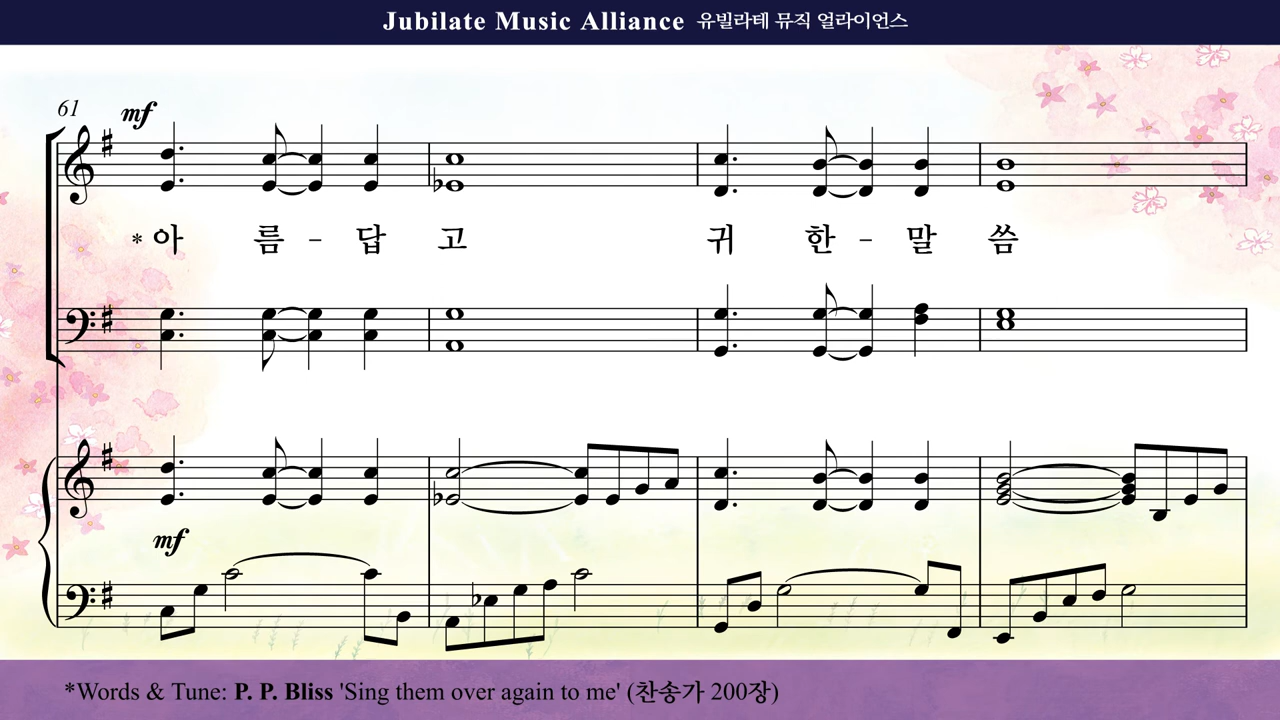 Jubilate Music Alliance 유빌라테 뮤직 얼라이언스
61
mf
* 아 름 - 답 고 귀 한 - 말 씀
mf
*Words & Tune: P. P. Bliss 'Sing them over again to me' (찬송가 200장)